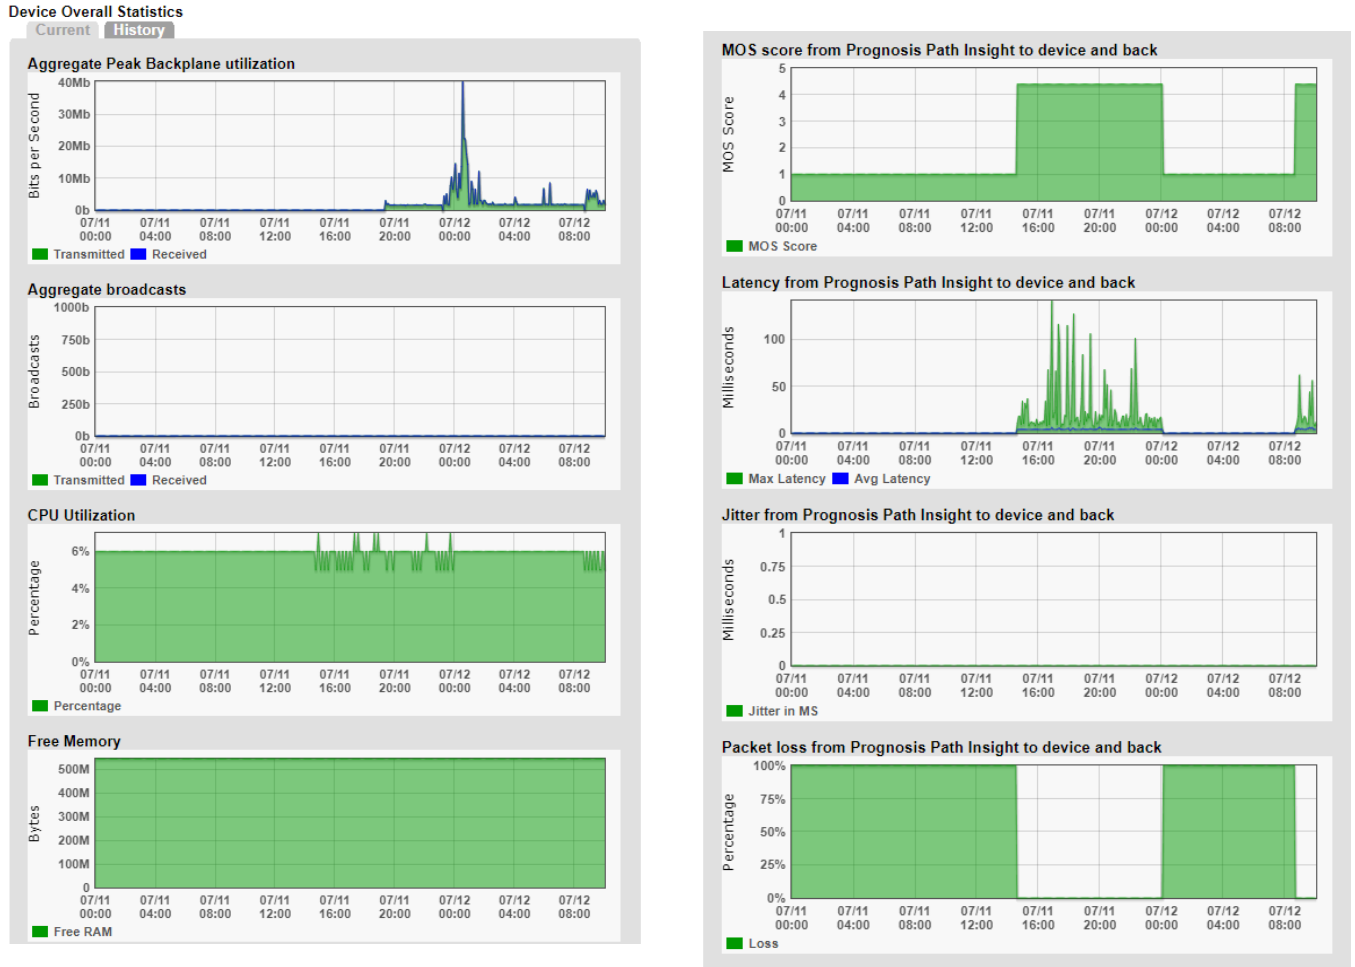 Device Overall Statistics
Current History
Aggregate Peak Backplane utilization
Bits per Second
40Mb
30Mb
20Mb
10Mb
0b
07/11 07/11 07/11 07/11 07/11 07/11 07/12 07/12 07/12
00:00 04:00 08:00 12:00 16:00 20:00 00:00 04:00 08:00
Transmitted Received
Aggregate broadcasts
Broadcasts
1000b
750b
500b
250b
0b
07/11 07/11 07/11 07/11 07/11 07/11 07/12 07/12 07/12
00:00 04:00 08:00 12:00 16:00 20:00 00:00 04:00 08:00
Transmitted Received
CPU Utilization
Percentage
6%
4%
2%
0%
07/11 07/11 07/11 07/11 07/11 07/11 07/12 07/12 07/12
00:00 04:00 08:00 12:00 16:00 20:00 00:00 04:00 08:00
Percentage
Free Memory
Bytes
500M
400M
300M
200M
100M
0
07/11 07/11 07/11 07/11 07/11 07/11 07/12 07/12 07/12
00:00 04:00 08:00 12:00 16:00 20:00 00:00 04:00 08:00
Free RAM
MOS score from Prognosis Path Insight to device and back
MOS Score
5
4
3
2
1
0
07/11 07/11 07/11 07/11 07/11 07/11 07/12 07/12 07/12
00:00 04:00 08:00 12:00 16:00 20:00 00:00 04:00 08:00
MOS Score
Latency from Prognosis Path Insight to device and back
Milliseconds
100
50
0
07/11 07/11 07/11 07/11 07/11 07/11 07/12 07/12 07/12
00:00 04:00 08:00 12:00 16:00 20:00 00:00 04:00 08:00
Max Latency Avg Latency
Jitter from Prognosis Path Insight to device and back
Milliseconds
1
0.75
0.5
0.25
0
07/11 07/11 07/11 07/11 07/11 07/11 07/12 07/12 07/12
00:00 04:00 08:00 12:00 16:00 20:00 00:00 04:00 08:00
Jitter in MS
Packet loss from Prognosis Path Insight to device and back
Percentage
100%
75%
50%
25%
0%
07/11 07/11 07/11 07/11 07/11 07/11 07/12 07/12 07/12
00:00 04:00 08:00 12:00 16:00 20:00 00:00 04:00 08:00
Loss